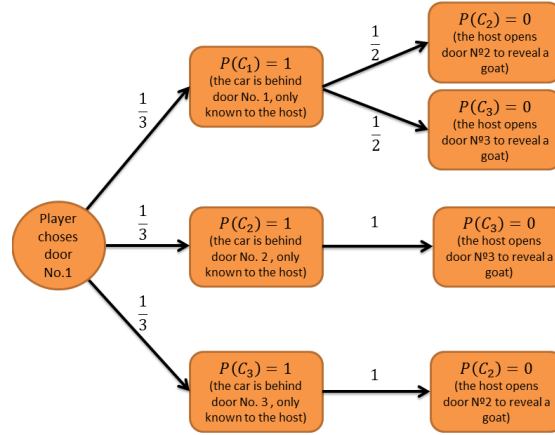 Player
choses
door
No.1
1
3
1
3
1
3
P(C₁) = 1
(the car is behind
door No. 1, only
known to the host)
P(C₂) = 1
(the car is behind
door No. 2 , only
known to the host)
P(C₃) = 1
(the car is behind
door No. 3 , only
known to the host)
1
2
1
2
1
1
P(C₂) = 0
(the host opens
door №2 to reveal a
goat)
P(C₃) = 0
(the host opens
door №3 to reveal a
goat)
P(C₃) = 0
(the host opens
door №3 to reveal a
goat)
P(C₂) = 0
(the host opens
door №2 to reveal a
goat)